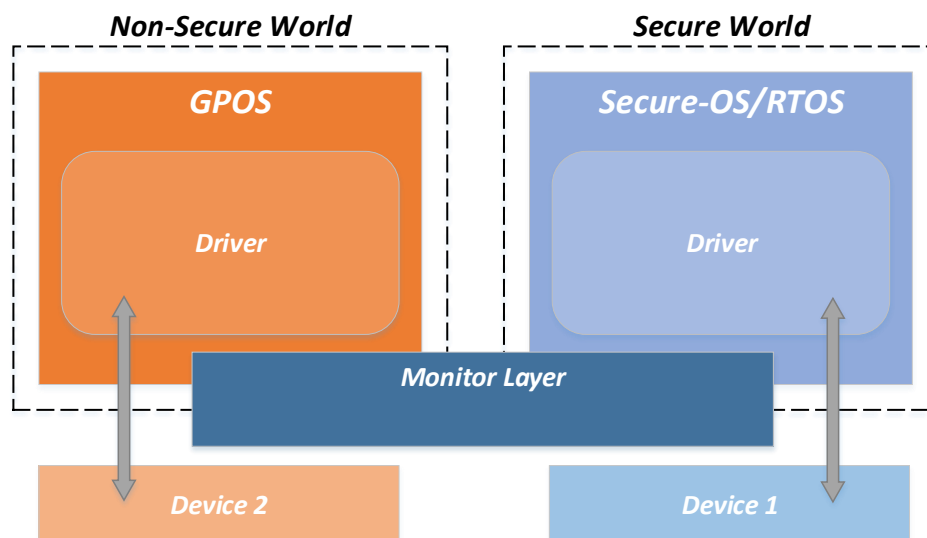 Non-Secure World
Secure World
GPOS
Secure-OS/RTOS
Driver
Driver
Monitor Layer
Device 2
Device 1